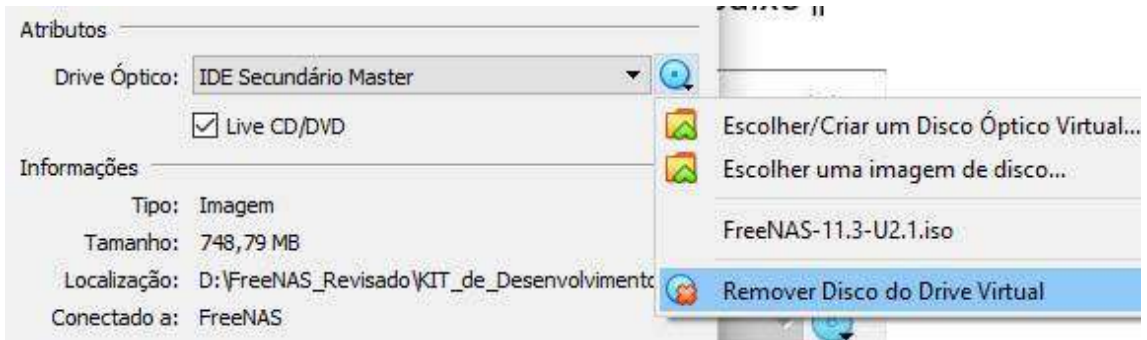 Atributos
Drive Óptico: IDE Secundário Master
Live CD/DVD
Informações
Tipo: Imagem
Tamanho: 748,79 MB
Localização: D:\FreeNAS_Revisado\KIT_de_Desenvolvimento
Conectado a: FreeNAS
Escolher/Criar um Disco Óptico Virtual...
Escolher uma imagem de disco...
FreeNAS-11.3-U2.1.iso
Remover Disco do Drive Virtual